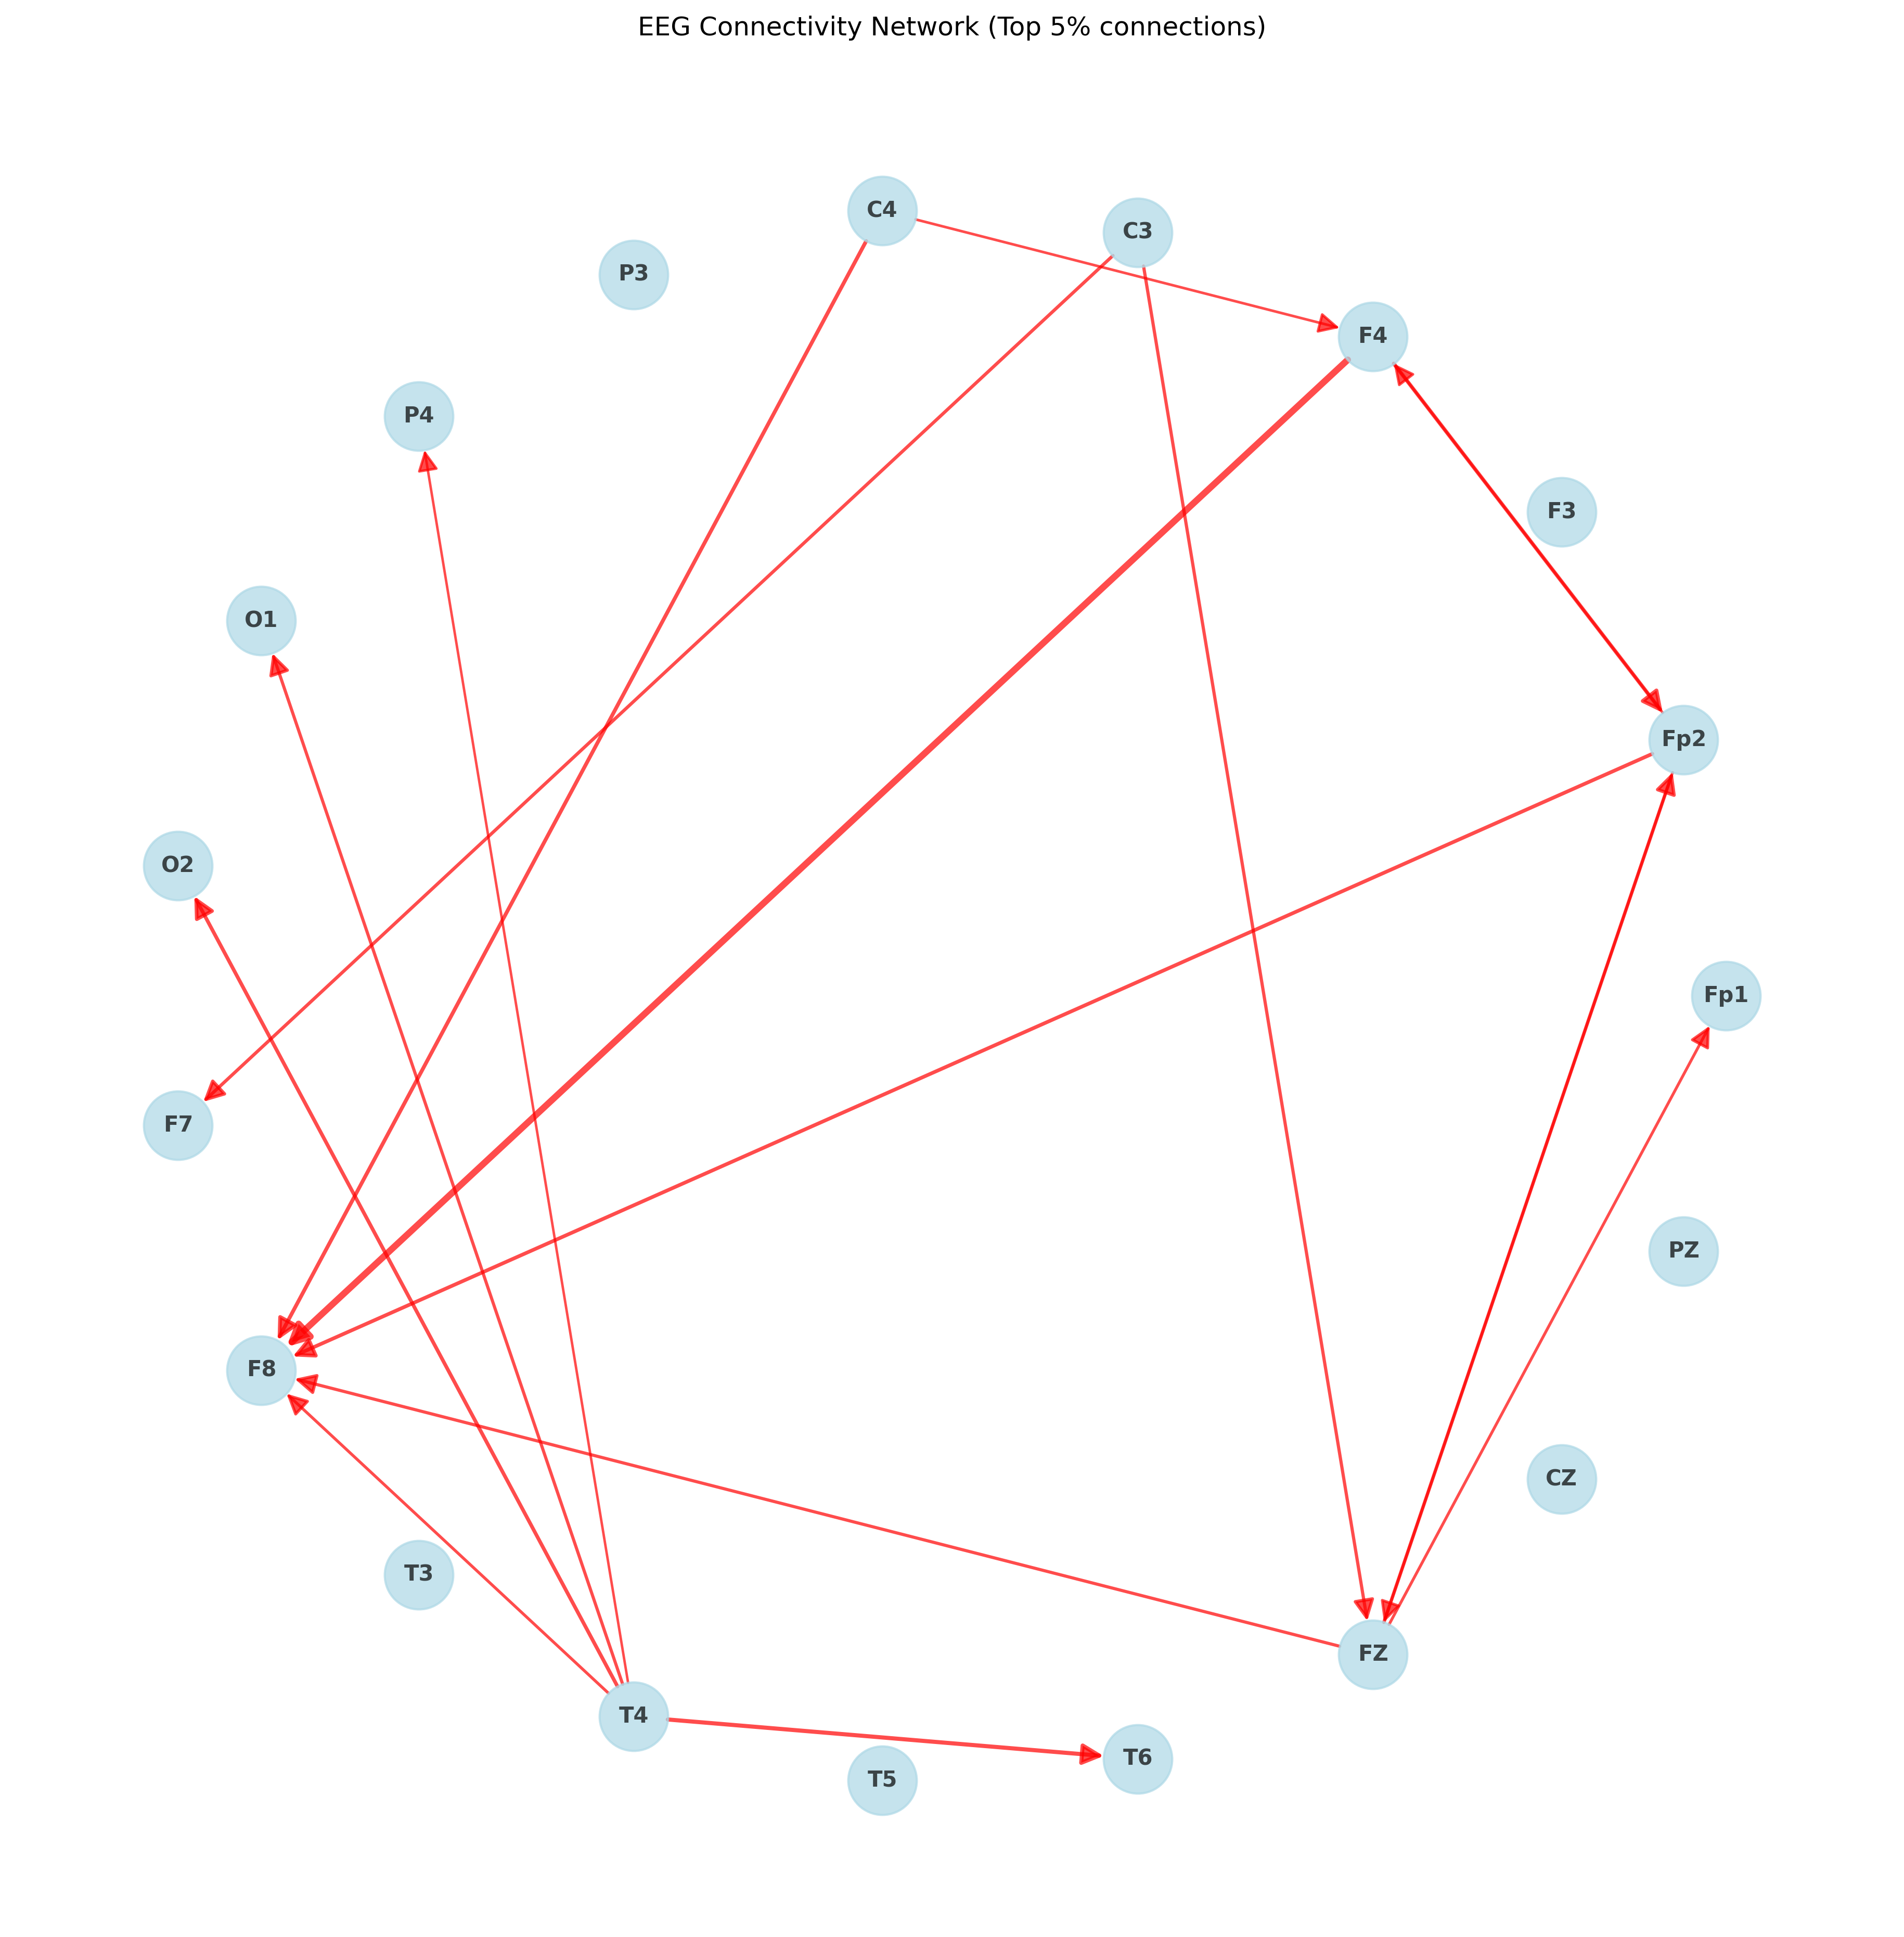 EEG Connectivity Network (Top 5% connections)
C4
C3
P3
F4
P4
F3
O1
Fp2
O2
Fp1
F7
PZ
F8
CZ
T3
FZ
T4
T6
T5